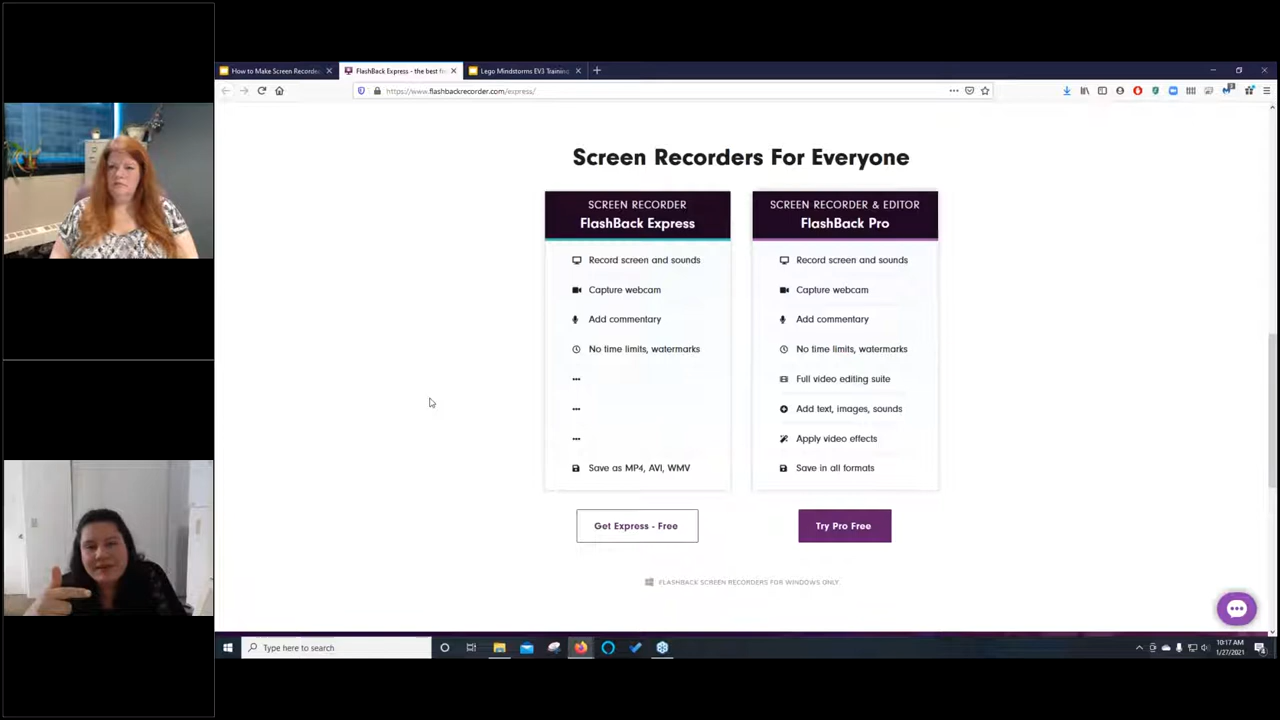 How to Make Screen Recorded
FlashBack Express - the best fre
Lego Mindstorms EV3 Training
https://www.flashbackrecorder.com/express/
Screen Recorders For Everyone
SCREEN RECORDER
FlashBack Express
Record screen and sounds
Capture webcam
Add commentary
No time limits, watermarks
...
...
...
Save as MP4, AVI, WMV
Get Express - Free
SCREEN RECORDER & EDITOR
FlashBack Pro
Record screen and sounds
Capture webcam
Add commentary
No time limits, watermarks
Full video editing suite
Add text, images, sounds
Apply video effects
Save in all formats
Try Pro Free
FLASHBACK SCREEN RECORDERS FOR WINDOWS ONLY.
Type here to search
10:17 AM
1/27/2021